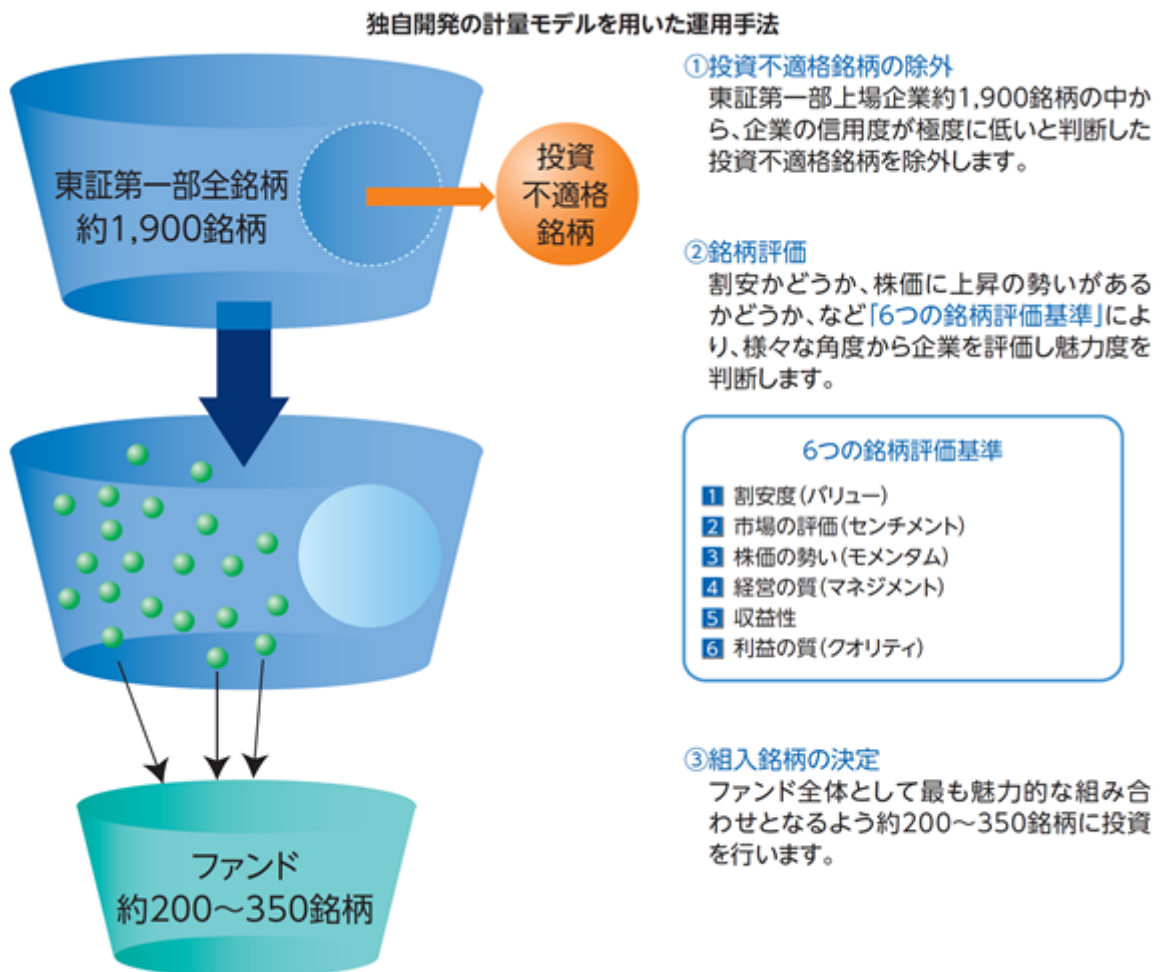 独自開発の計量モデルを用いた運用手法
東証第一部全銘柄
約1,900銘柄
投資
不適格
銘柄
①投資不適格銘柄の除外
東証第一部上場企業約1,900銘柄の中か
ら、企業の信用度が極度に低いと判断した
投資不適格銘柄を除外します。
②銘柄評価
割安かどうか、株価に上昇の勢いがある
かどうか、など「6つの銘柄評価基準」によ
り、様々な角度から企業を評価し魅力度を
判断します。
6つの銘柄評価基準
1 割安度(バリュー)
2 市場の評価(センチメント)
3 株価の勢い(モメンタム)
4 経営の質(マネジメント)
5 収益性
6 利益の質(クオリティ)
③組入銘柄の決定
ファンド全体として最も魅力的な組み合
わせとなるよう約200～350銘柄に投資
を行います。
ファンド
約200～350銘柄